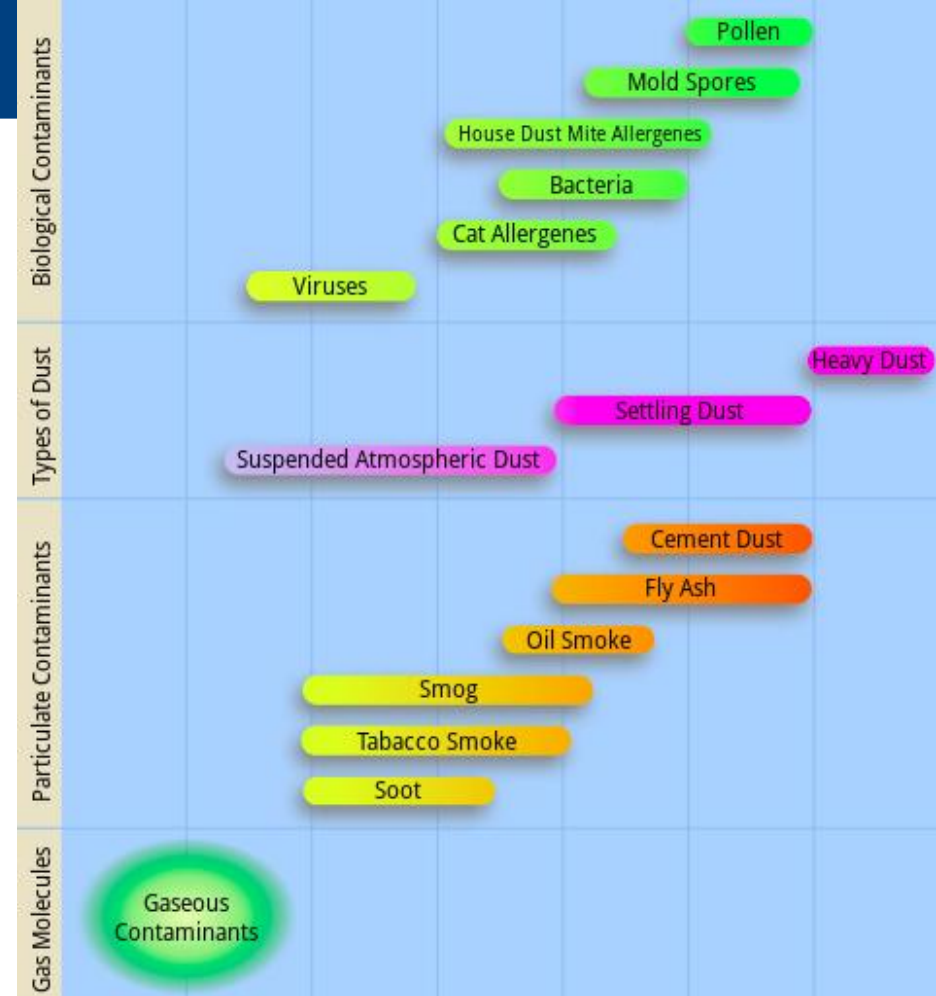 Biological Contaminants
Pollen
Mold Spores
House Dust Mite Allergenes
Bacteria
Cat Allergenes
Viruses
Types of Dust
Heavy Dust
Settling Dust
Suspended Atmospheric Dust
Particulate Contaminants
Cement Dust
Fly Ash
Oil Smoke
Smog
Tabacco Smoke
Soot
Gas Molecules
Gaseous
Contaminants